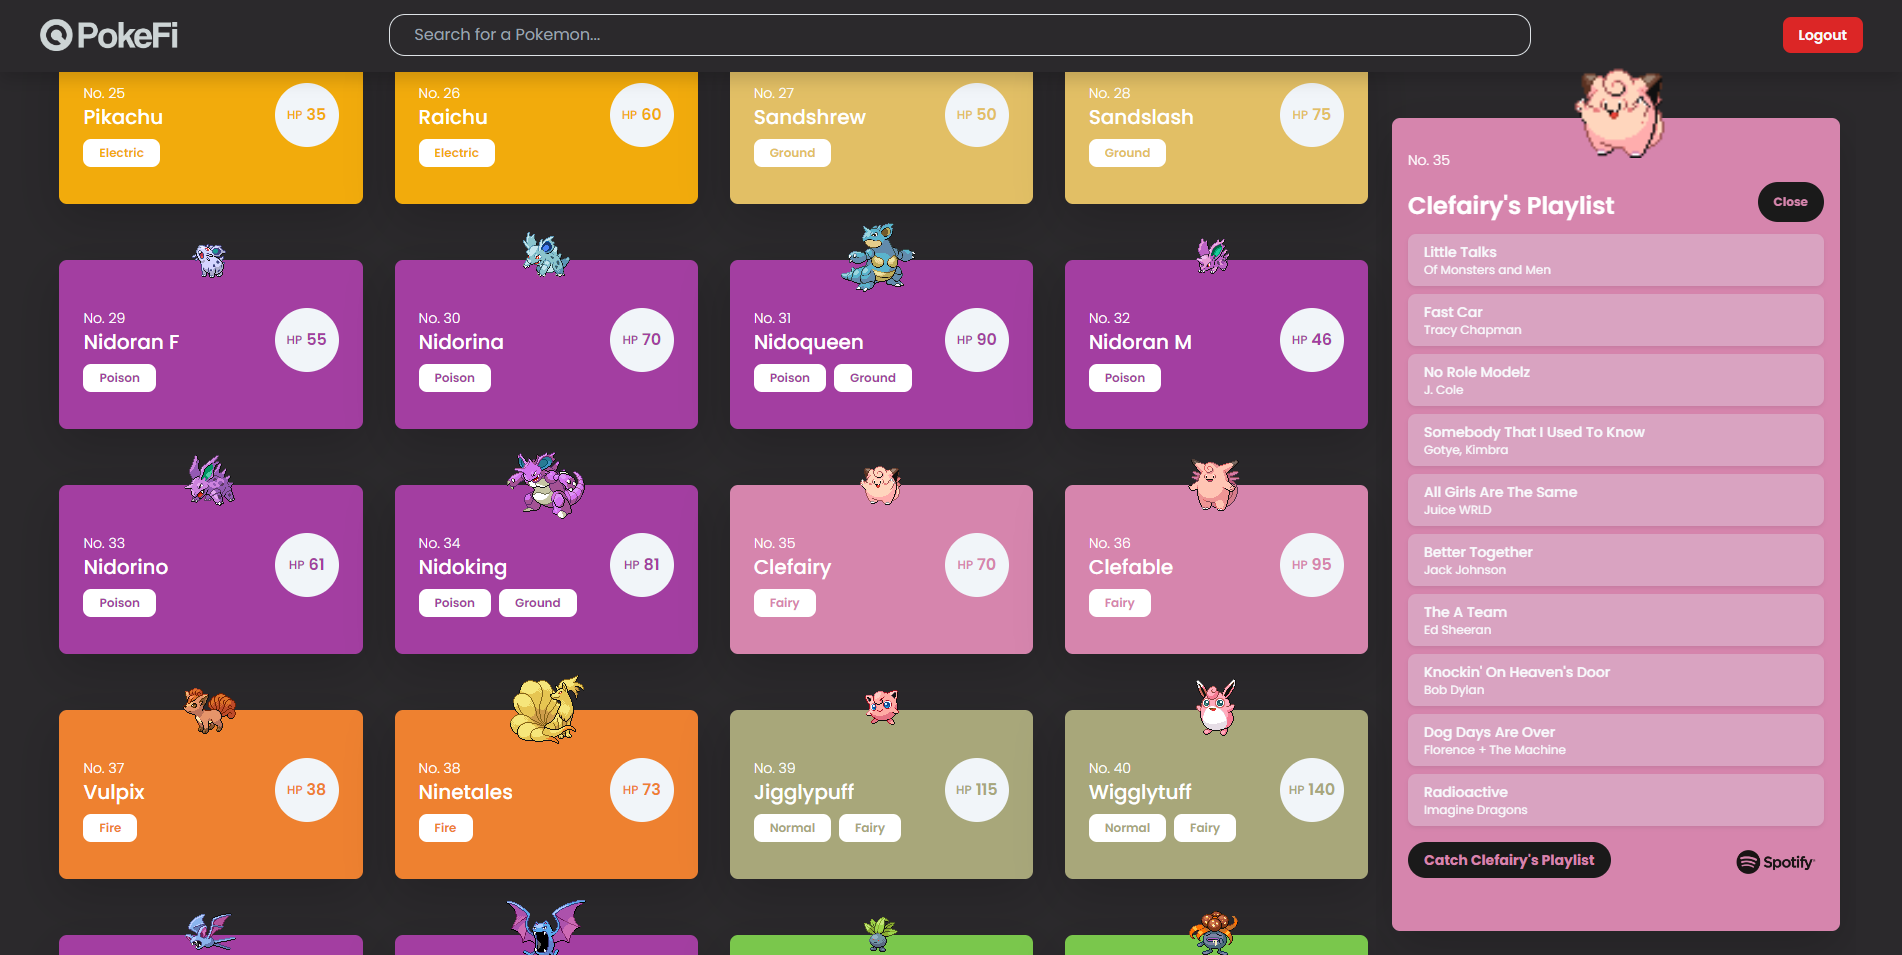 PokeFi
Search for a Pokemon...
Logout
No. 25
Pikachu
HP 35
Electric
No. 26
Raichu
HP 60
Electric
No. 27
Sandshrew
HP 50
Ground
No. 28
Sandslash
HP 75
Ground
No. 29
Nidoran F
HP 55
Poison
No. 30
Nidorina
HP 70
Poison
No. 31
Nidoqueen
HP 90
Poison Ground
No. 32
Nidoran M
HP 46
Poison
No. 33
Nidorino
HP 61
Poison
No. 34
Nidoking
HP 81
Poison Ground
No. 35
Clefairy
HP 70
Fairy
No. 36
Clefable
HP 95
Fairy
No. 37
Vulpix
HP 38
Fire
No. 38
Ninetales
HP 73
Fire
No. 39
Jigglypuff
HP 115
Normal Fairy
No. 40
Wigglytuff
HP 140
Normal Fairy
No. 35
Clefairy's Playlist
Close
Little Talks
Of Monsters and Men
Fast Car
Tracy Chapman
No Role Modelz
J. Cole
Somebody That I Used To Know
Gotye, Kimbra
All Girls Are The Same
Juice WRLD
Better Together
Jack Johnson
The A Team
Ed Sheeran
Knockin' On Heaven's Door
Bob Dylan
Dog Days Are Over
Florence + The Machine
Radioactive
Imagine Dragons
Catch Clefairy's Playlist
Spotify